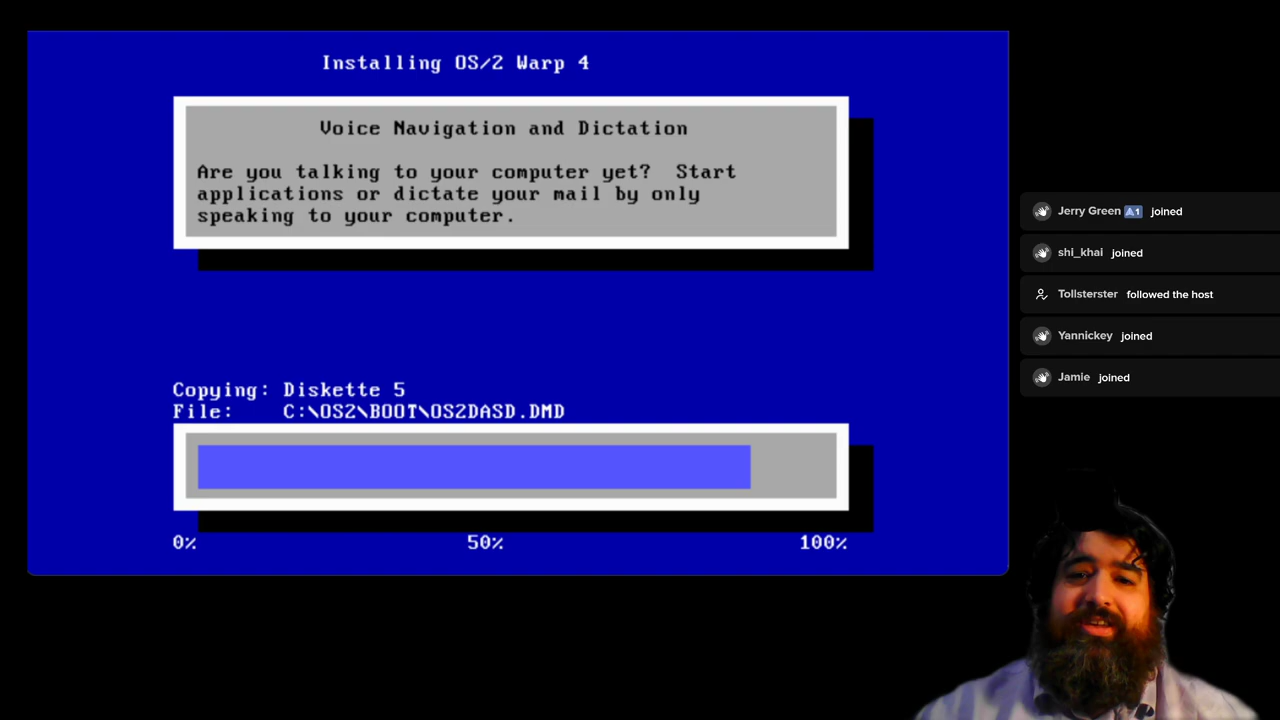 Installing OS/2 Warp 4
Voice Navigation and Dictation
Are you talking to your computer yet?  Start
applications or dictate your mail by only
speaking to your computer.
Copying: Diskette 5
File:    C:\OS2\BOOT\OS2DASD.DMD
0%
50%
100%
Jerry Green 1 joined
shi_khai joined
Tollsterster followed the host
Yannickey joined
Jamie joined